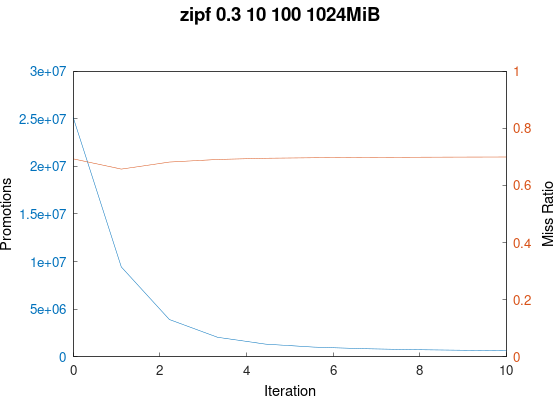 zipf 0.3 10 100 1024MiB
3e+07
2.5e+07
2e+07
1.5e+07
1e+07
5e+06
0
Promotions
1
0.8
0.6
0.4
0.2
0
Miss Ratio
0 2 4 6 8 10
Iteration